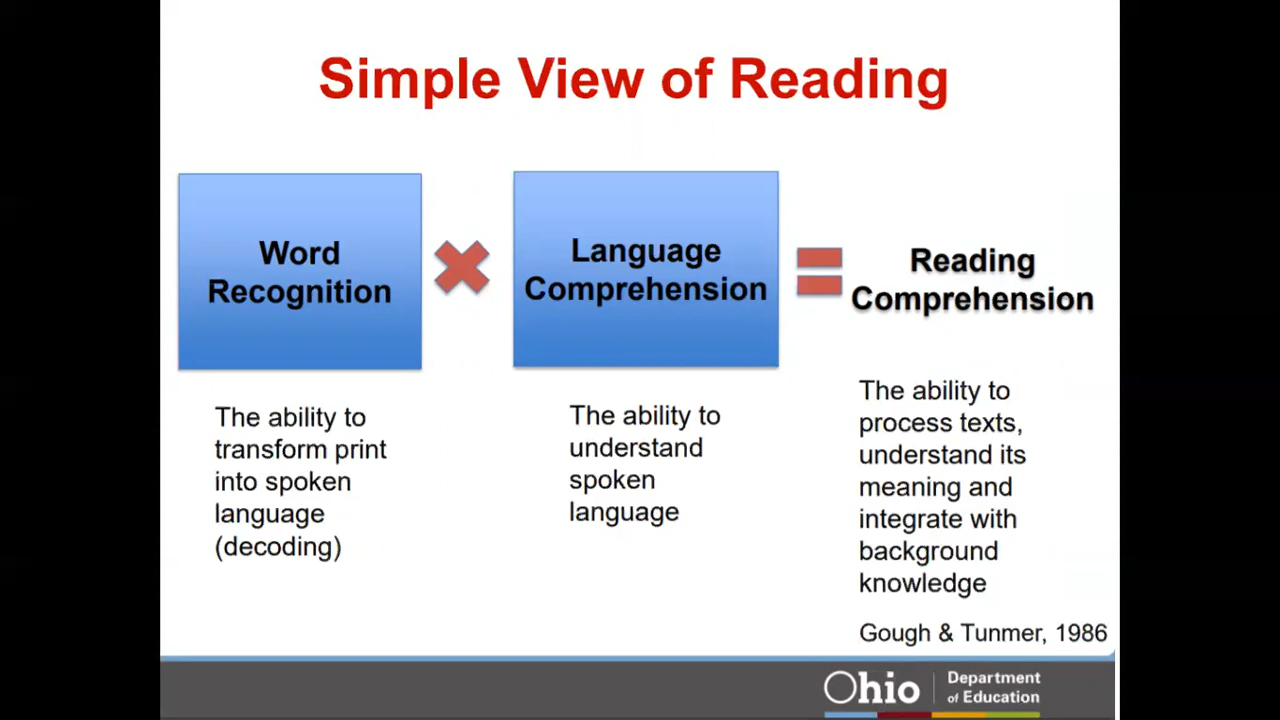 Simple View of Reading
Word
Recognition
Language
Comprehension
Reading
Comprehension
The ability to
transform print
into spoken
language
(decoding)
The ability to
understand
spoken
language
The ability to
process texts,
understand its
meaning and
integrate with
background
knowledge
Gough & Tunmer, 1986
Ohio
Department
of Education